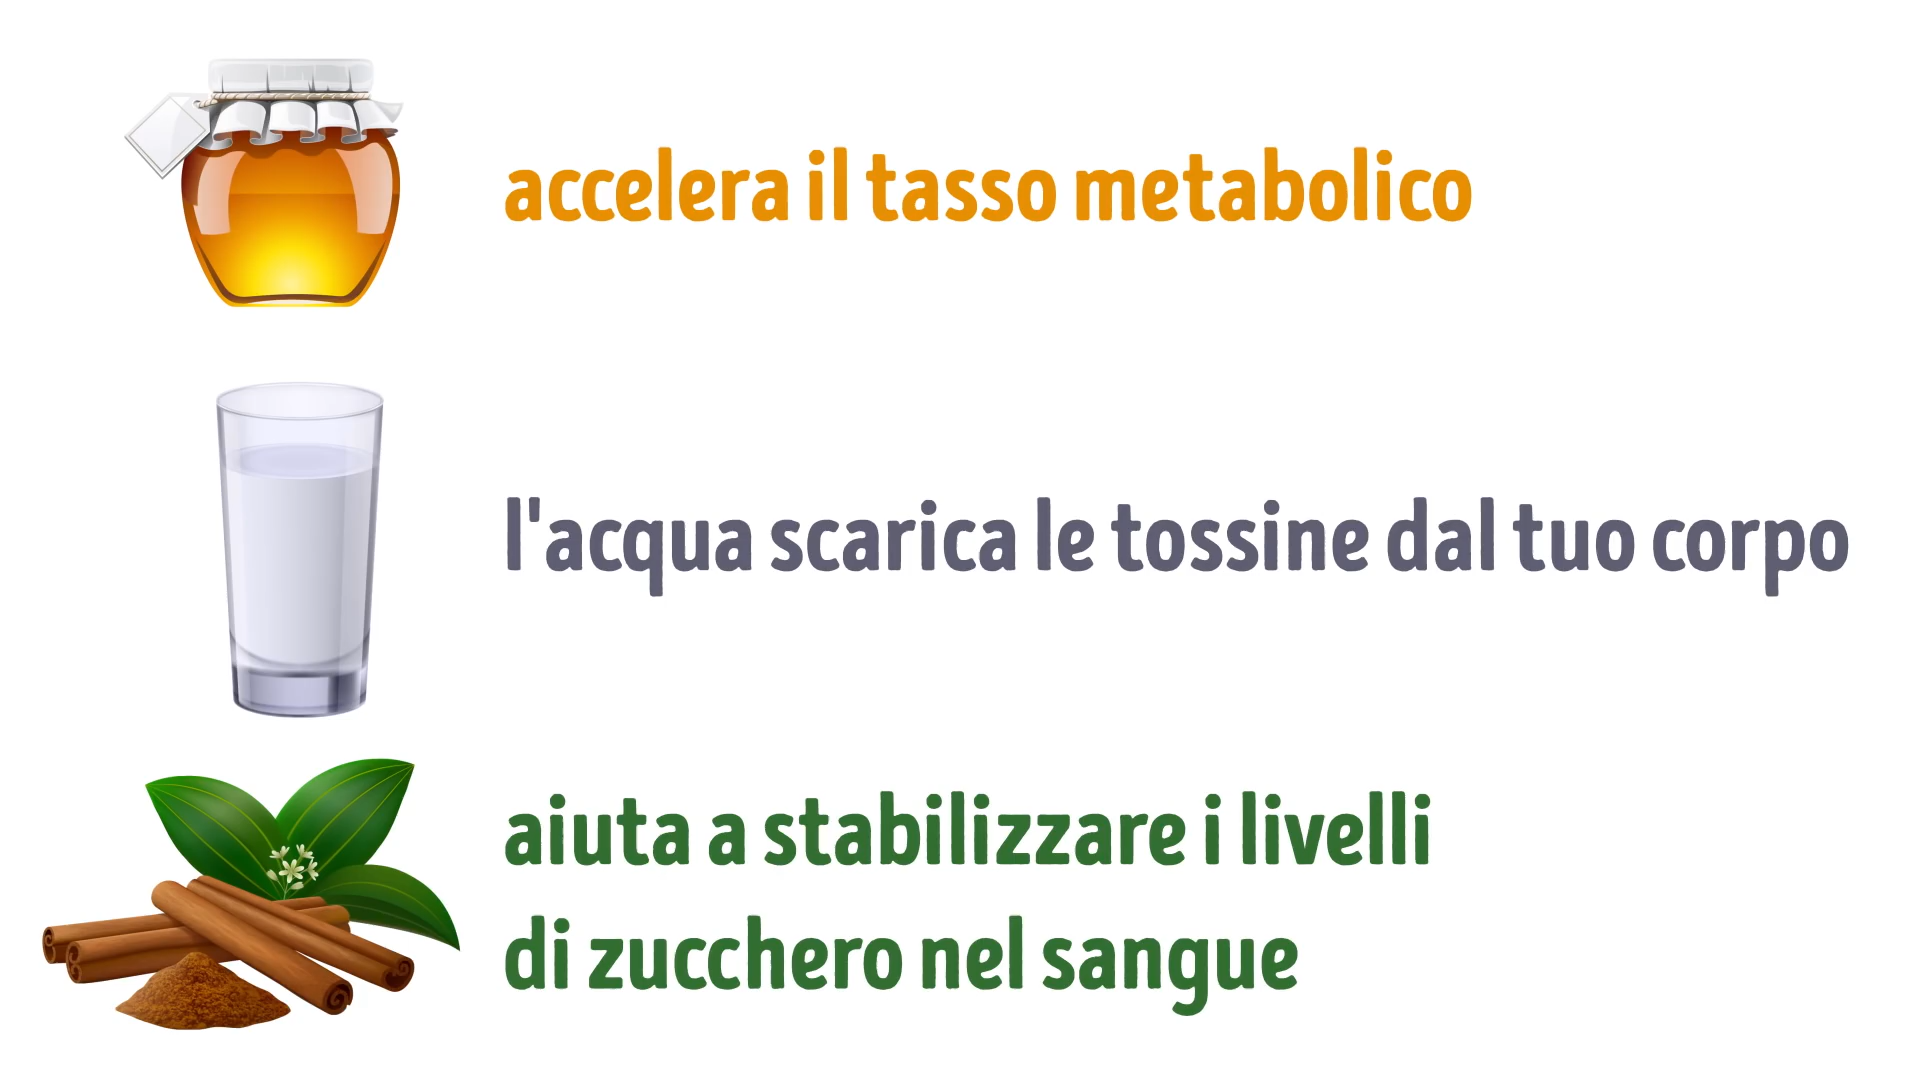 accelera il tasso metabolico
l'acqua scarica le tossine dal tuo corpo
aiuta a stabilizzare i livelli
di zucchero nel sangue